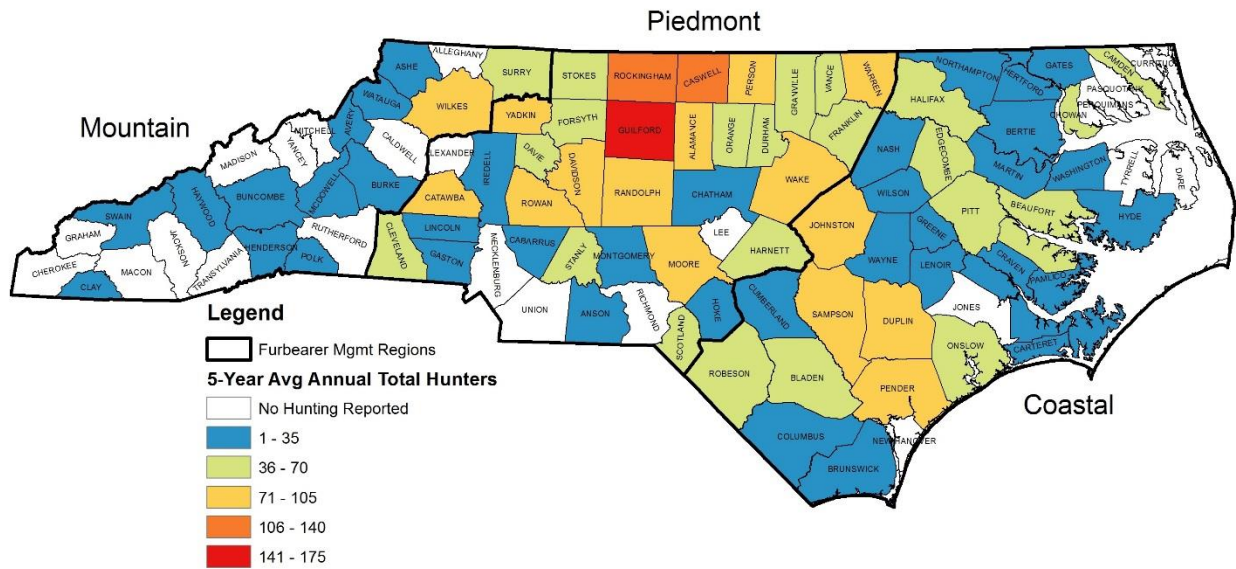 Piedmont
Mountain
Coastal
ALLEGHANY
ASHE
SURRY
STOKES
ROCKINGHAM
CASWELL
PERSON
GRANVILLE
VANCE
WARREN
NORTHAMPTON
HERTFORD
GATES
CAMDEN
CURRITUCK
PASQUOTANK
PERQUIMANS
CHOWAN
HALIFAX
WATAUGA
WILKES
YADKIN
FORSYTH
GUILFORD
ALAMANCE
ORANGE
DURHAM
FRANKLIN
NASH
EDGECOMBE
BERTIE
MARTIN
WASHINGTON
TYRRELL
DARE
MITCHELL
AVERY
YANCEY
MADISON
CALDWELL
ALEXANDER
IREDELL
DAVIE
DAVIDSON
RANDOLPH
CHATHAM
WAKE
WILSON
PITT
BEAUFORT
HYDE
HAYWOOD
BUNCOMBE
MCDOWELL
BURKE
CATAWBA
ROWAN
JOHNSTON
GREENE
SWAIN
GRAHAM
JACKSON
HENDERSON
POLK
RUTHERFORD
CLEVELAND
LINCOLN
GASTON
MECKLENBURG
CABARRUS
STANLY
MONTGOMERY
MOORE
LEE
HARNETT
WAYNE
LENOIR
CRAVEN
PAMLICO
CHEROKEE
CLAY
MACON
TRANSYLVANIA
UNION
ANSON
RICHMOND
SCOTLAND
HOKE
CUMBERLAND
SAMPSON
DUPLIN
JONES
CARTERET
ONSLOW
ROBESON
BLADEN
PENDER
COLUMBUS
BRUNSWICK
NEW HANOVER
Legend
Furbearer Mgmt Regions
5-Year Avg Annual Total Hunters
No Hunting Reported
1 - 35
36 - 70
71 - 105
106 - 140
141 - 175